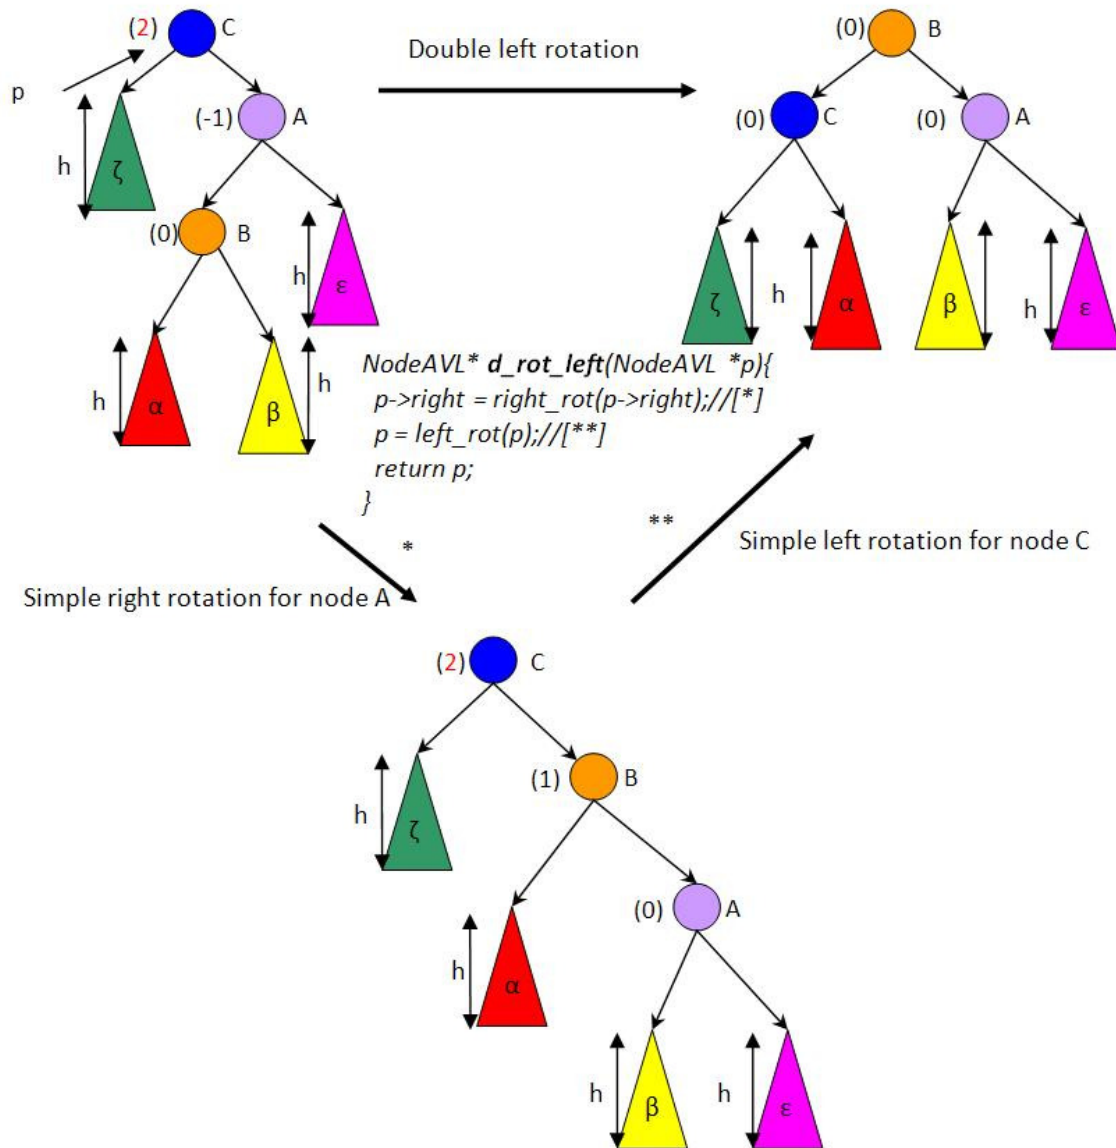 (2) C
Double left rotation
(0) B
p
(-1) A
(0) C
(0) A
h ζ
(0) B
h ε
ζ h
h α
β
h ε
h α
β h
NodeAVL* d_rot_left(NodeAVL *p){
p->right = right_rot(p->right);//[*]
p = left_rot(p);//[**]
return p;
}
*
**
Simple left rotation for node C
Simple right rotation for node A
(2) C
(1) B
h ζ
(0) A
h α
h β
h ε